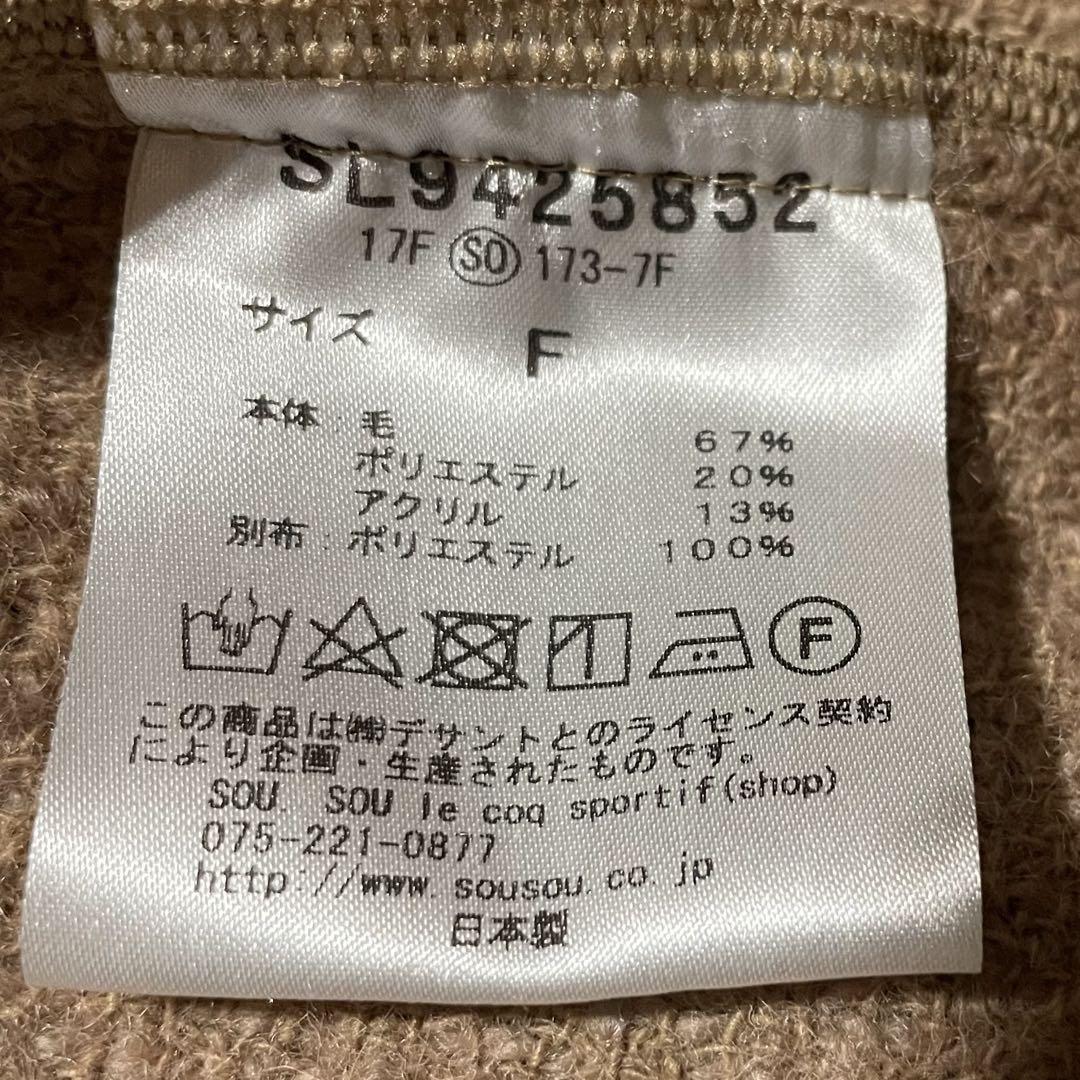 SL9425852
17F SO 173-7F
サイズ F
本体:毛 67%
ポリエステル 20%
アクリル 13%
別布:ポリエステル 100%
F
この商品は㈱デサントとのライセンス契約
により企画・生産されたものです。
SOU. SOU le coq sportif(shop)
075-221-0877
http://www.sousou.co.jp
日本製